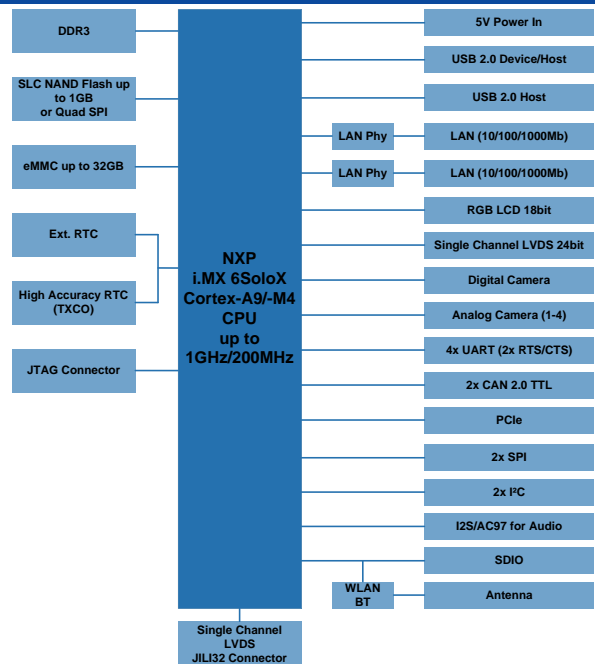 DDR3
SLC NAND Flash up
to 1GB
or Quad SPI
eMMC up to 32GB
Ext. RTC
High Accuracy RTC
(TXCO)
JTAG Connector
NXP
i.MX 6SoloX
Cortex-A9/-M4
CPU
up to
1GHz/200MHz
Single Channel
LVDS
JILI32 Connector
5V Power In
USB 2.0 Device/Host
USB 2.0 Host
LAN Phy
LAN (10/100/1000Mb)
LAN Phy
LAN (10/100/1000Mb)
RGB LCD 18bit
Single Channel LVDS 24bit
Digital Camera
Analog Camera (1-4)
4x UART (2x RTS/CTS)
2x CAN 2.0 TTL
PCIe
2x SPI
2x I²C
I2S/AC97 for Audio
SDIO
WLAN
BT
Antenna